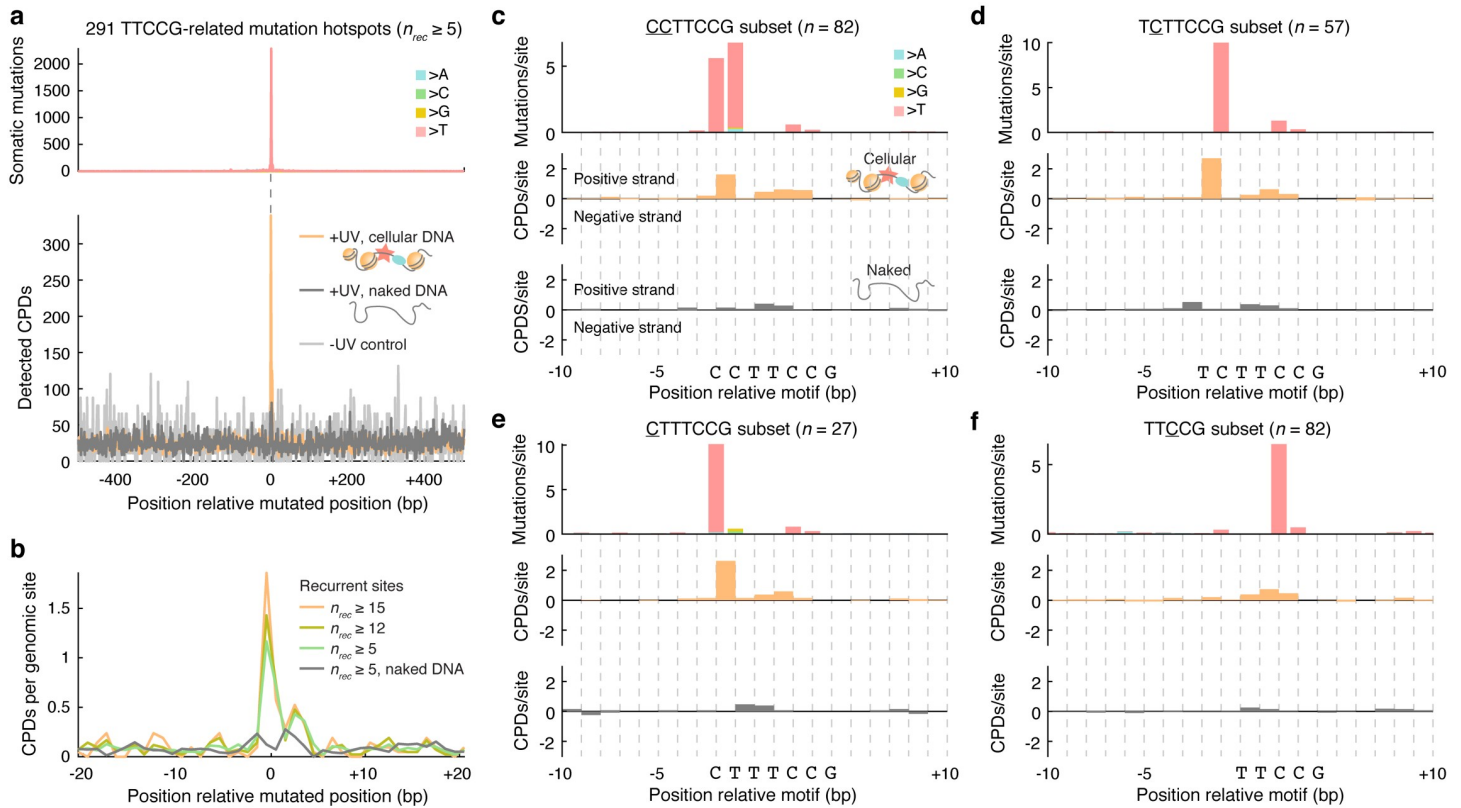 a
291 TTCCG-related mutation hotspots (nrec ≥ 5)
Somatic mutations
2000
1500
1000
500
0
>A
>C
>G
>T
Detected CPDs
300
250
200
150
100
50
0
+UV, cellular DNA
+UV, naked DNA
-UV control
-400
-200
0
+200
+400
Position relative mutated position (bp)
b
CPDs per genomic site
1.5
1
0.5
0
Recurrent sites
nrec ≥ 15
nrec ≥ 12
nrec ≥ 5
nrec ≥ 5, naked DNA
-20
-10
0
+10
+20
Position relative mutated position (bp)
c
CCTTCCG subset (n = 82)
Mutations/site
5
0
>A
>C
>G
>T
CPDs/site
2
0
-2
Positive strand
Negative strand
Cellular
CPDS/site
2
0
-2
Positive strand
Negative strand
Naked
-10
-5
C C T T C C G
+10
Position relative motif (bp)
d
TCTTCCG subset (n = 57)
Mutations/site
10
5
0
CPDs/site
2
0
-2
CPDs/site
2
0
-2
-10
-5
T C T T C C G
+10
Position relative motif (bp)
e
CTTTCCG subset (n = 27)
Mutations/site
10
5
0
CPDs/site
2
0
-2
CPDs/site
2
0
-2
-10
-5
C T T T C C G
+10
Position relative motif (bp)
f
TTCCG subset (n = 82)
Mutations/site
5
0
CPDs/site
2
0
-2
CPDs/site
2
0
-2
-10
-5
T T C C G
+10
Position relative motif (bp)